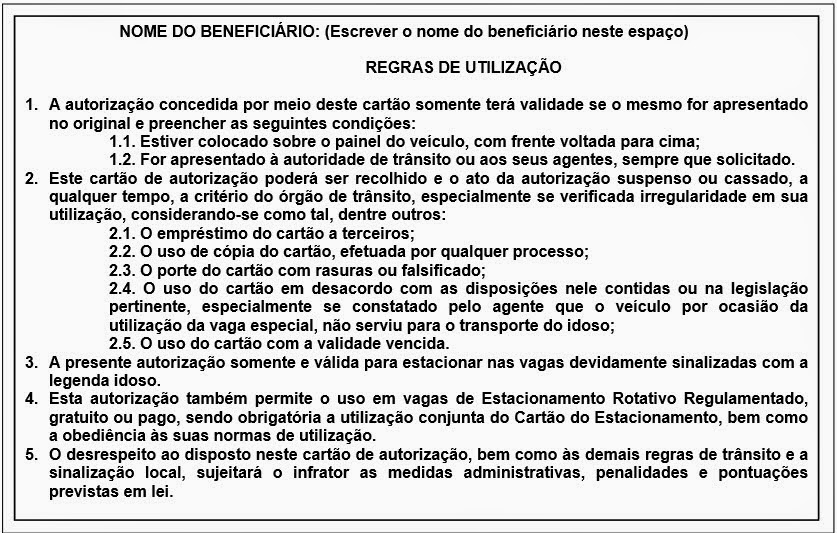 NOME DO BENEFICIÁRIO: (Escrever o nome do beneficiário neste espaço)
REGRAS DE UTILIZAÇÃO
1. A autorização concedida por meio deste cartão somente terá validade se o mesmo for apresentado
no original e preencher as seguintes condições:
1.1. Estiver colocado sobre o painel do veículo, com frente voltada para cima;
1.2. For apresentado à autoridade de trânsito ou aos seus agentes, sempre que solicitado.
2. Este cartão de autorização poderá ser recolhido e o ato da autorização suspenso ou cassado, a
qualquer tempo, a critério do órgão de trânsito, especialmente se verificada irregularidade em sua
utilização, considerando-se como tal, dentre outros:
2.1. O empréstimo do cartão a terceiros;
2.2. O uso de cópia do cartão, efetuada por qualquer processo;
2.3. O porte do cartão com rasuras ou falsificado;
2.4. O uso do cartão em desacordo com as disposições nele contidas ou na legislação
pertinente, especialmente se constatado pelo agente que o veículo por ocasião da
utilização da vaga especial, não serviu para o transporte do idoso;
2.5. O uso do cartão com a validade vencida.
3. A presente autorização somente e válida para estacionar nas vagas devidamente sinalizadas com a
legenda idoso.
4. Esta autorização também permite o uso em vagas de Estacionamento Rotativo Regulamentado,
gratuito ou pago, sendo obrigatória a utilização conjunta do Cartão do Estacionamento, bem como
a obediência às suas normas de utilização.
5. O desrespeito ao disposto neste cartão de autorização, bem como às demais regras de trânsito e a
sinalização local, sujeitará o infrator as medidas administrativas, penalidades e pontuações
previstas em lei.